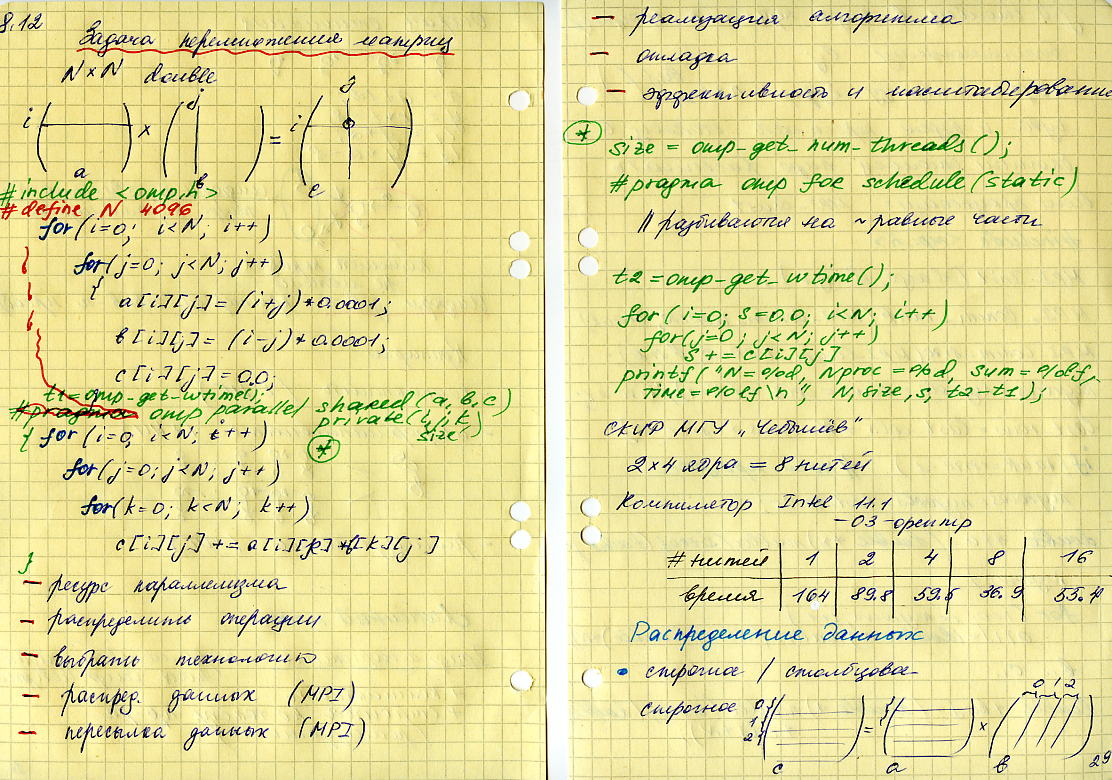 8.12
Задача перемножения матриц
N×N double
i ( ) × ( j ) = i ( j )
a в c
#include <omp.h>
#define N 4096
for(i=0; i<N; i++)
for(j=0; j<N; j++)
{ a[i][j] = (i+j)*0.0001;
в[i][j] = (i-j)*0.0001;
c[i][j] = 0.0;
t1=omp_get_wtime();
#pragma omp parallel shared(a,в,c)
private(i,j,k)
size
{ for(i=0; i<N; i++)
*
for(j=0; j<N; j++)
for(k=0; k<N; k++)
c[i][j] += a[i][k]*в[k][j]
}
– ресурс параллелизма
– распределить операции
– выбрать технологию
– распред. данных (MPI)
– пересылка данных (MPI)
– реализация алгоритма
– отладка
– эффективность и масштабирование
*
size = omp_get_num_threads();
#pragma omp for schedule(static)
// разбиваются на ~равные части
t2=omp_get_wtime();
for(i=0; s=0.0; i<N; i++)
for(j=0; j<N; j++)
s += c[i][j]
printf("N=%d, Nproc=%d, sum=%lf,
Time=%lf\n", N, size, s, t2-t1);
СКИФ МГУ „Чебышёв"
2×4 ядра = 8 нитей
Компилятор Intel 11.1
-O3
# нитей 1 2 4 8 16
время 164 89.8 59.5 36.9 55.4
Распределение данных
• строчное / столбцовое
строчное 0 1 2 ( ) = ( ) × ( 0 1 2 )
c a в
29